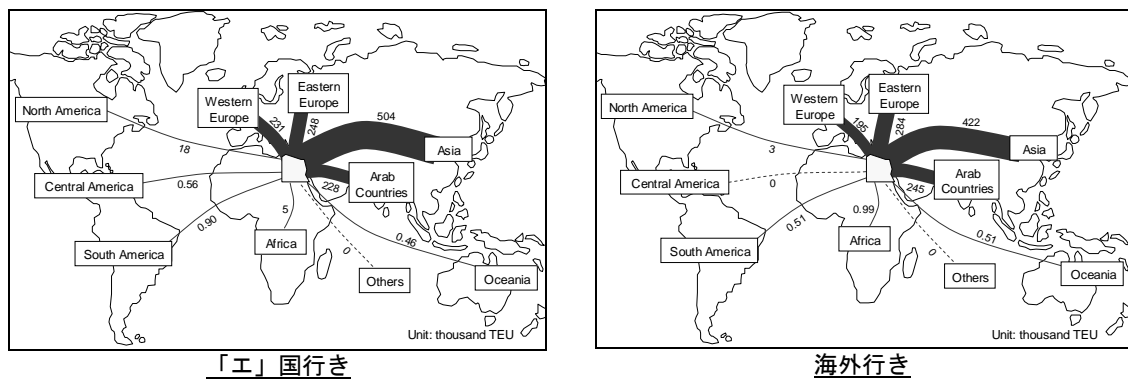 North America
Western
Europe
Eastern
Europe
504
231
248
Asia
18
Central America
0.56
228
Arab
Countries
0.90
5
0.46
South America
Africa
0
Others
Oceania
Unit: thousand TEU
「エ」国行き
North America
Western
Europe
Eastern
Europe
422
195
284
Asia
3
Central America
0
245
Arab
Countries
0.51
0.99
0.51
South America
Africa
0
Others
Oceania
Unit: thousand TEU
海外行き